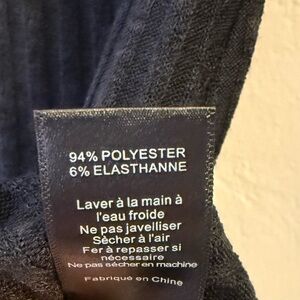 94% POLYESTER
6% ELASTHANNE
Laver à la main à
l'eau froide
Ne pas javelliser
Sècher à l'air
Fer à repasser si
nécessaire
Ne pas sécher en machine
Fabriqué en Chine